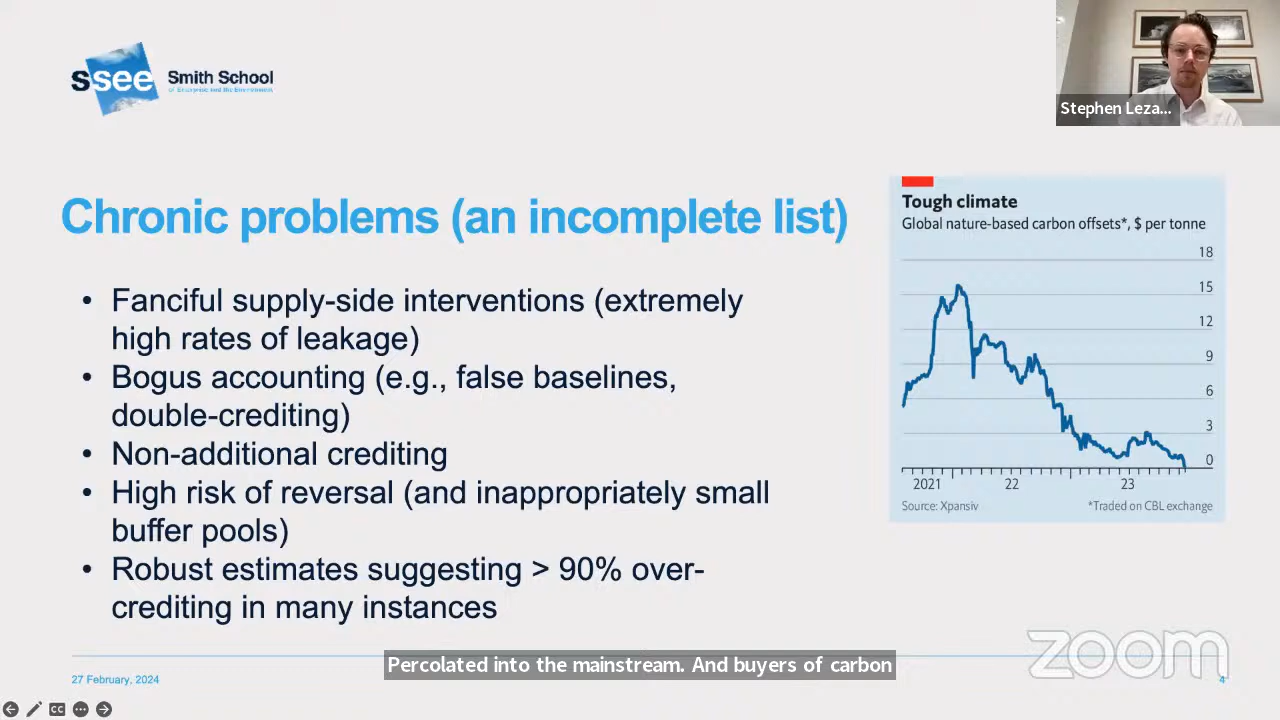 ssee
Smith School
of Enterprise and the Environment
Stephen Leza...
Chronic problems (an incomplete list)
• Fanciful supply-side interventions (extremely
high rates of leakage)
• Bogus accounting (e.g., false baselines,
double-crediting)
• Non-additional crediting
• High risk of reversal (and inappropriately small
buffer pools)
• Robust estimates suggesting > 90% over-
crediting in many instances
Tough climate
Global nature-based carbon offsets*, $ per tonne
18
15
12
9
6
3
0
2021 22 23
Source: Xpansiv *Traded on CBL exchange
zoom
Percolated into the mainstream. And buyers of carbon
27 February, 2024
4
CC